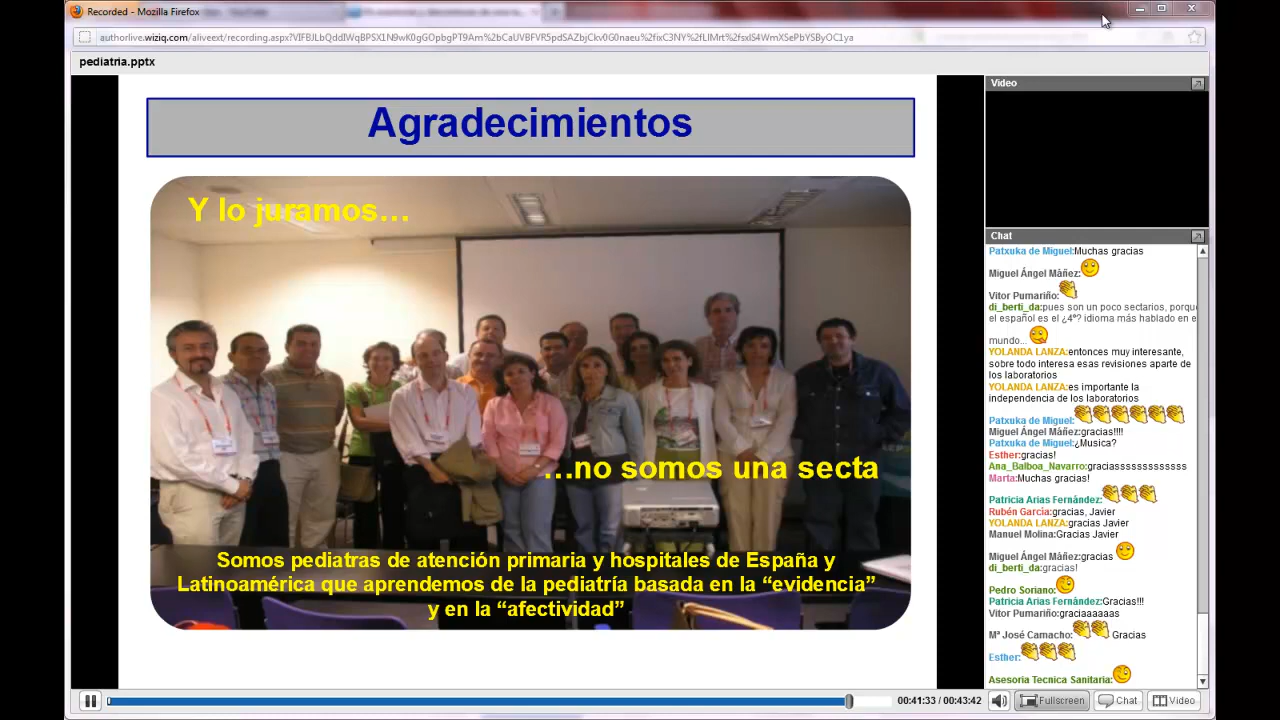 Recorded - Mozilla Firefox
pediatria.pptx
Agradecimientos
Y lo juramos…
…no somos una secta
Somos pediatras de atención primaria y hospitales de España y
Latinoamérica que aprendemos de la pediatría basada en la “evidencia”
y en la “afectividad”
Video
Chat
Patxuka de Miguel:Muchas gracias
Miguel Ángel Máñez:
Vitor Pumariño:
di_berti_da:pues son un poco sectarios, porque
el español es el ¿4º? idioma más hablado en e
mundo...
YOLANDA LANZA:entonces muy interesante,
sobre todo interesa esas revisiones aparte de
los laboratorios
YOLANDA LANZA:es importante la
independencia de los laboratorios
Patxuka de Miguel:
Miguel Ángel Máñez:gracias!!!!
Patxuka de Miguel:¿Musica?
Esther:gracias!
Ana_Balboa_Navarro:graciassssssssssss
Marta:Muchas gracias!
Patricia Arias Fernández:
Rubén García:gracias, Javier
YOLANDA LANZA:gracias Javier
Manuel Molina:Gracias Javier
Miguel Ángel Máñez:gracias
di_berti_da:gracias!
Pedro Soriano:
Patricia Arias Fernández:Gracias!!!
Vitor Pumariño:graciaaaaaas
Mª José Camacho: Gracias
Esther:
Asesoria Tecnica Sanitaria:
00:41:33 / 00:43:42
Fullscreen
Chat
Video